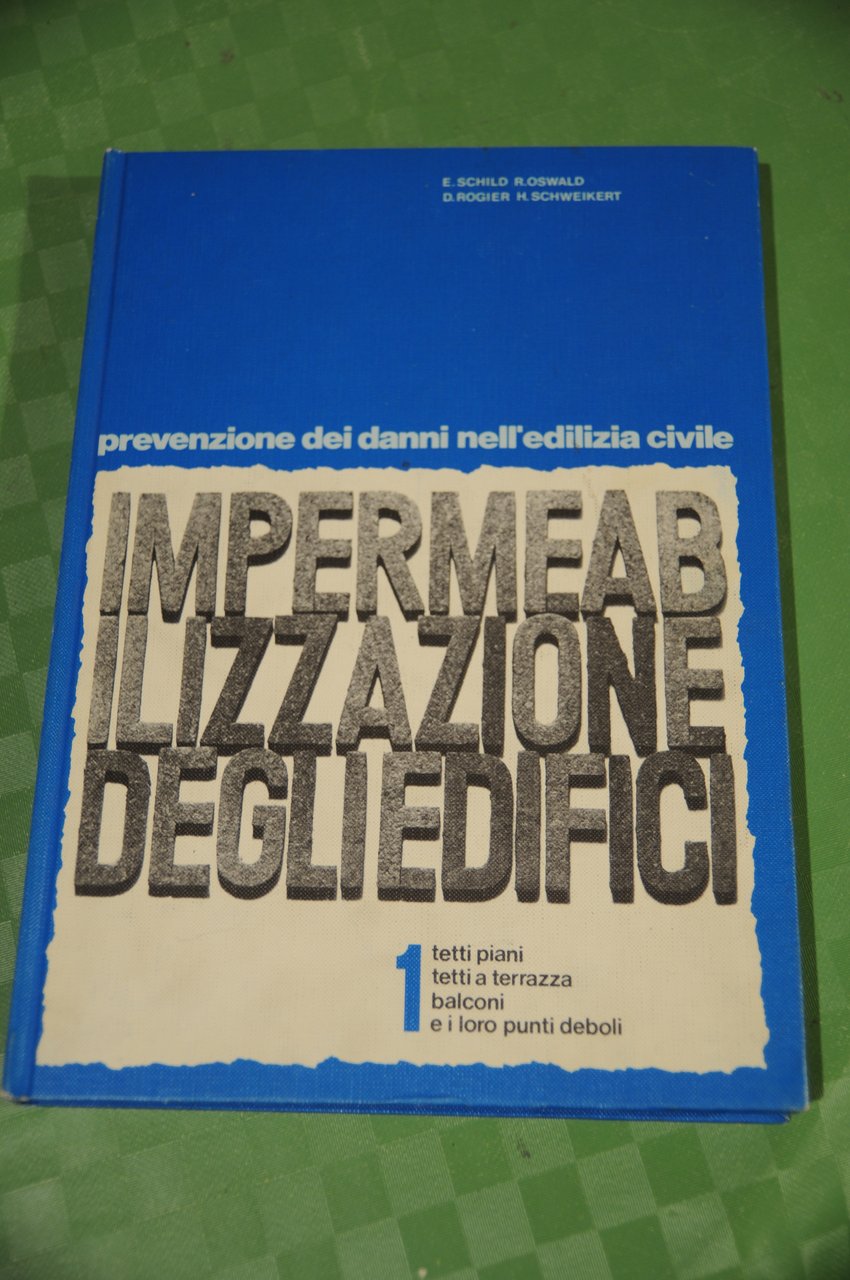 E. SCHILD R. OSWALD
D. ROGIER H. SCHWEIKERT
prevenzione dei danni nell'edilizia civile
IMPERMEAB
ILIZZAZIONE
DEGLIEDIFICI
1 tetti piani
tetti a terrazza
balconi
e i loro punti deboli